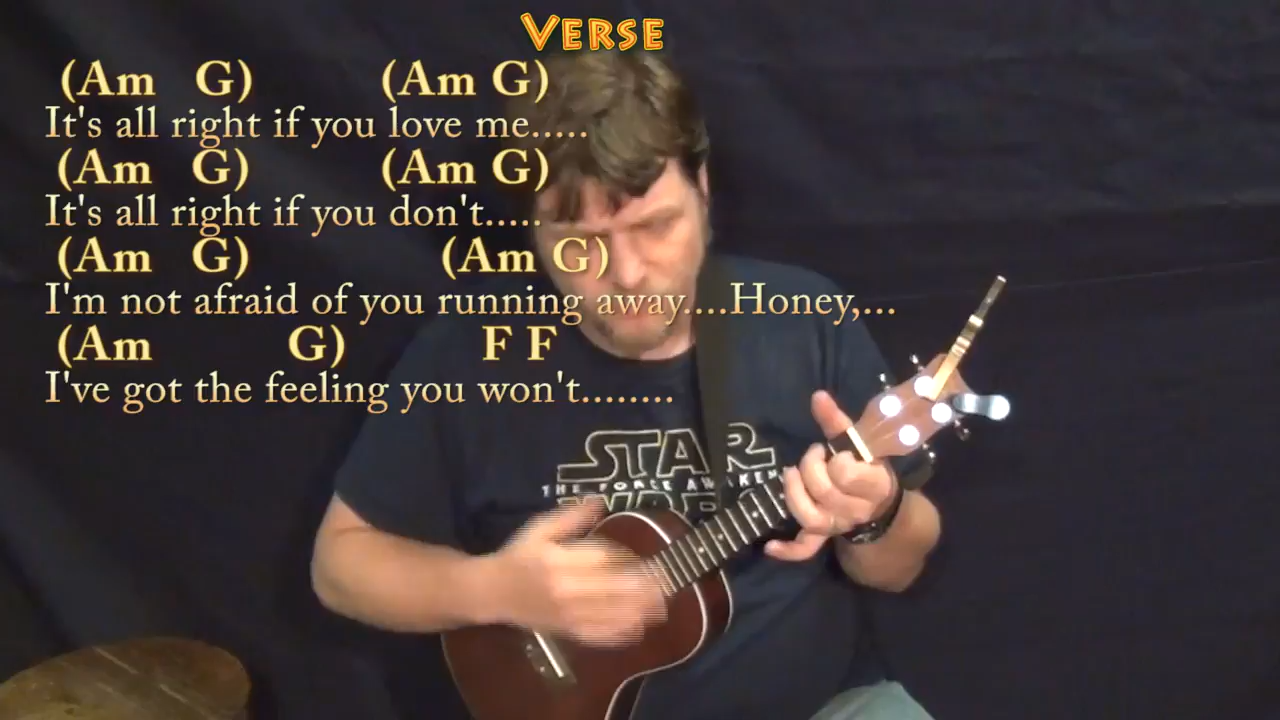 VERSE
(Am G) (Am G)
It's all right if you love me.....
(Am G) (Am G)
It's all right if you don't.....
(Am G) (Am G)
I'm not afraid of you running away....Honey,...
(Am G) F F
I've got the feeling you won't........
STAR
THE FORCE AWAKENS
WARS